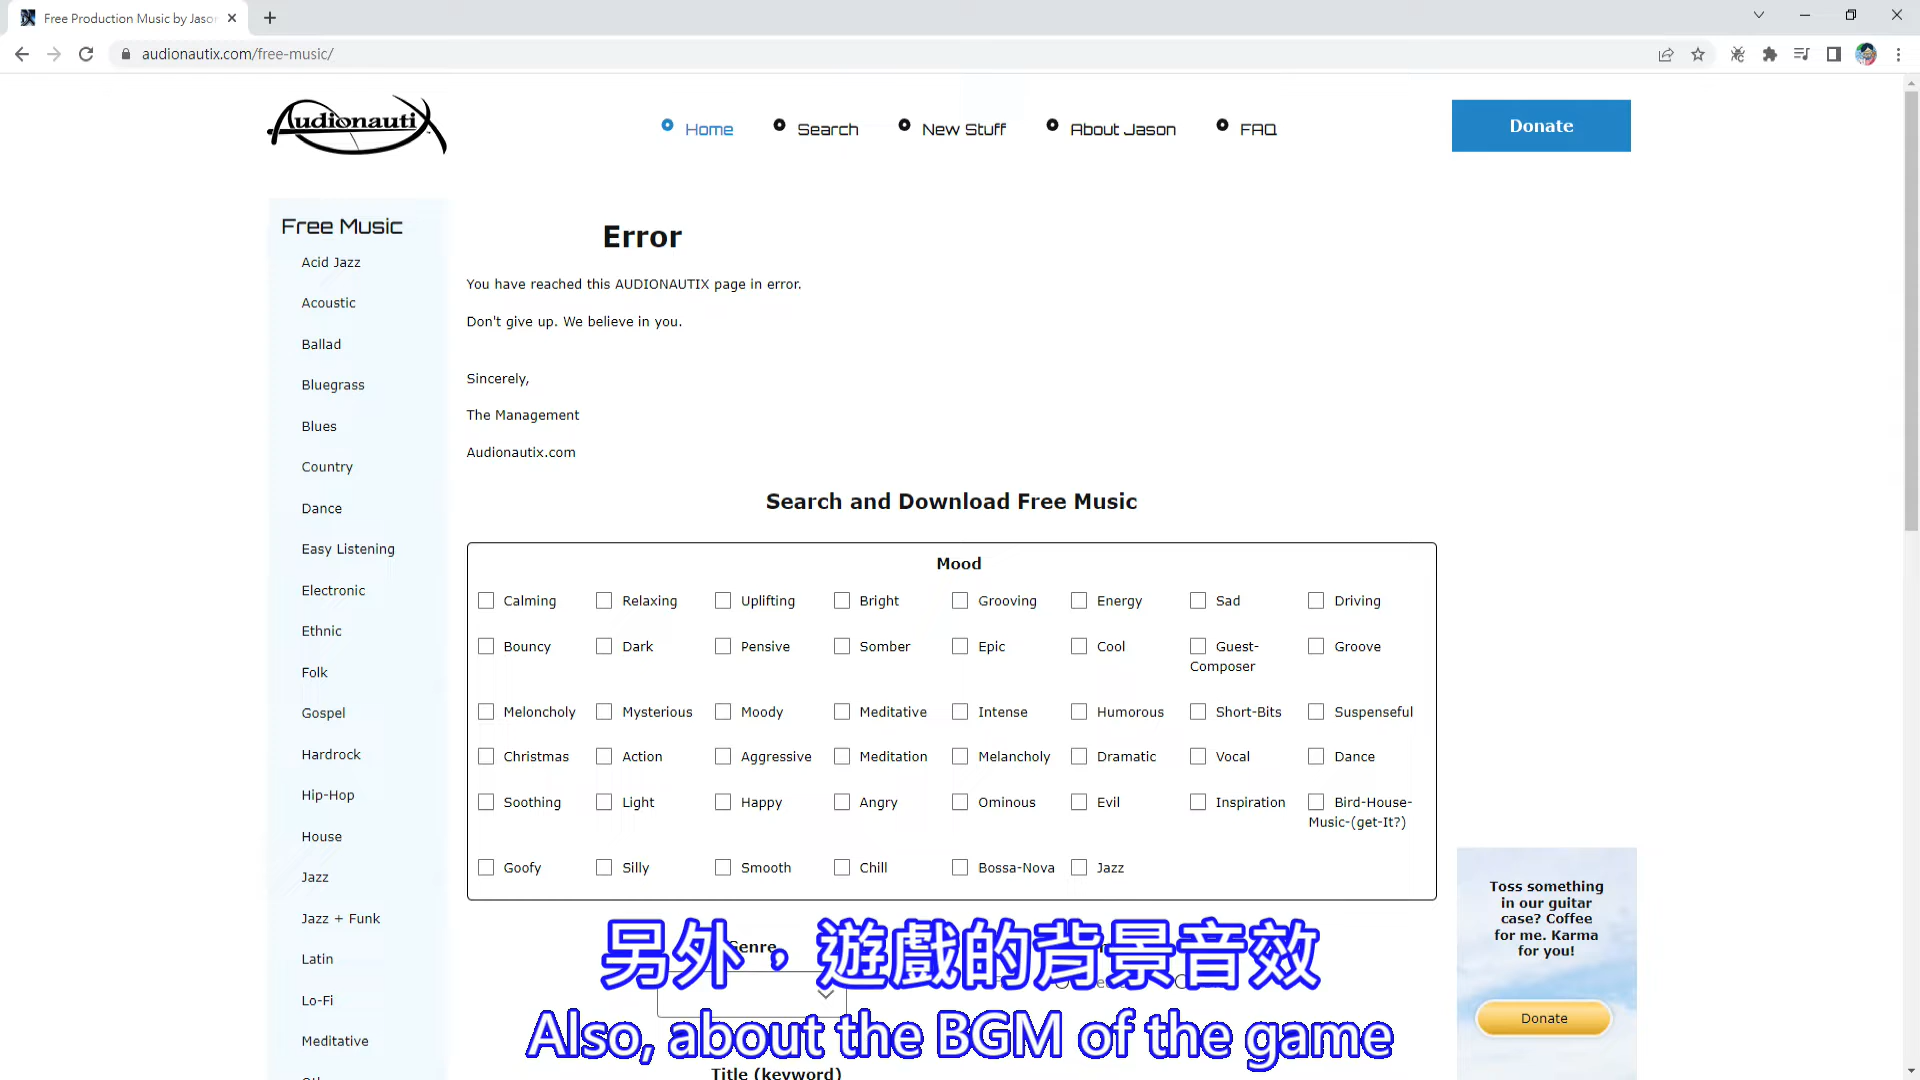 Free Production Music by Jaso
audionautix.com/free-music/
Audionautix
Home
Search
New Stuff
About Jason
FAQ
Donate
Free Music
Acid Jazz
Acoustic
Ballad
Bluegrass
Blues
Country
Dance
Easy Listening
Electronic
Ethnic
Folk
Gospel
Hardrock
Hip-Hop
House
Jazz
Jazz + Funk
Latin
Lo-Fi
Meditative
Error
You have reached this AUDIONAUTIX page in error.
Don't give up. We believe in you.
Sincerely,
The Management
Audionautix.com
Search and Download Free Music
Mood
Calming Relaxing Uplifting Bright Grooving Energy Sad Driving
Bouncy Dark Pensive Somber Epic Cool Guest-Composer Groove
Meloncholy Mysterious Moody Meditative Intense Humorous Short-Bits Suspenseful
Christmas Action Aggressive Meditation Melancholy Dramatic Vocal Dance
Soothing Light Happy Angry Ominous Evil Inspiration Bird-House-Music-(get-It?)
Goofy Silly Smooth Chill Bossa-Nova Jazz
Genre
Title (keyword)
Toss something
in our guitar
case? Coffee
for me. Karma
for you!
Donate
另外，遊戲的背景音效
Also, about the BGM of the game